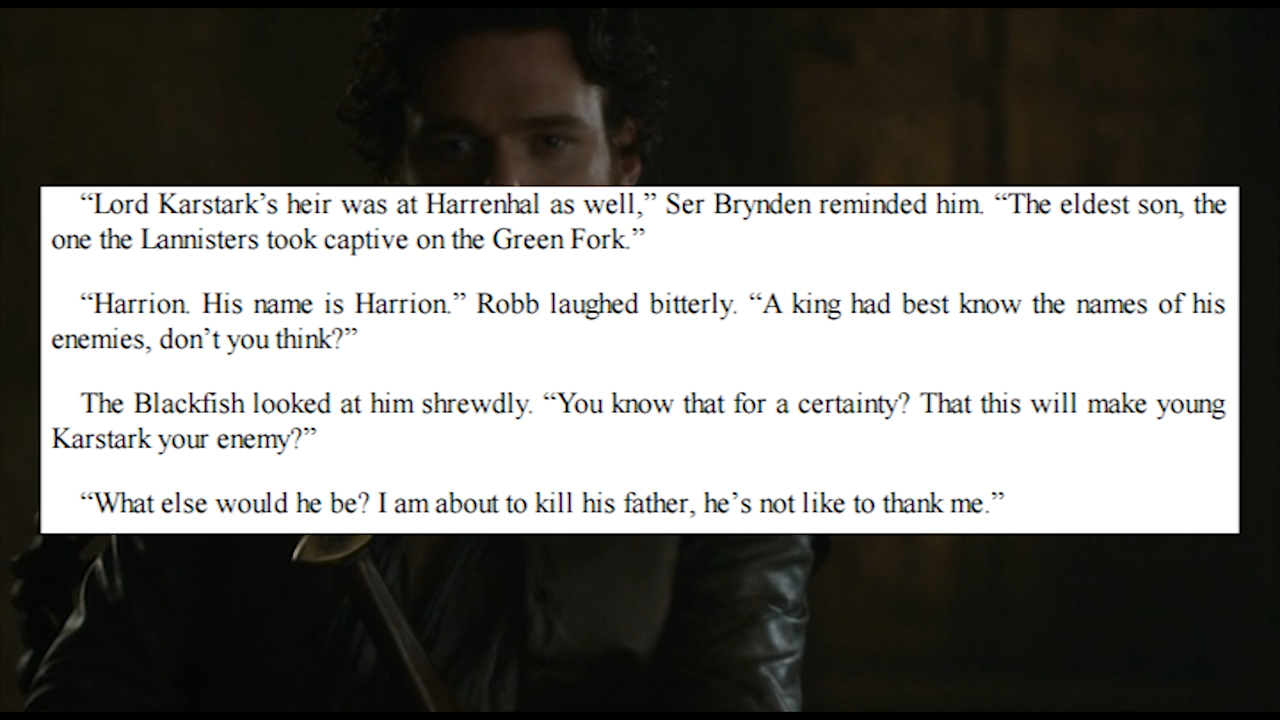 “Lord Karstark’s heir was at Harrenhal as well,” Ser Brynden reminded him. “The eldest son, the
one the Lannisters took captive on the Green Fork.”
“Harrion. His name is Harrion.” Robb laughed bitterly. “A king had best know the names of his
enemies, don’t you think?”
The Blackfish looked at him shrewdly. “You know that for a certainty? That this will make young
Karstark your enemy?”
“What else would he be? I am about to kill his father, he’s not like to thank me.”